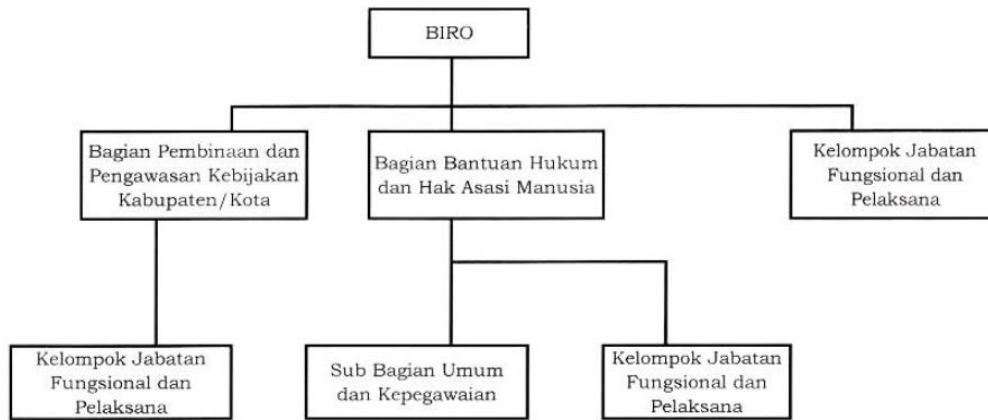 BIRO
Bagian Pembinaan dan
Pengawasan Kebijakan
Kabupaten/Kota
Bagian Bantuan Hukum
dan Hak Asasi Manusia
Kelompok Jabatan
Fungsional dan
Pelaksana
Kelompok Jabatan
Fungsional dan
Pelaksana
Sub Bagian Umum
dan Kepegawaian
Kelompok Jabatan
Fungsional dan
Pelaksana